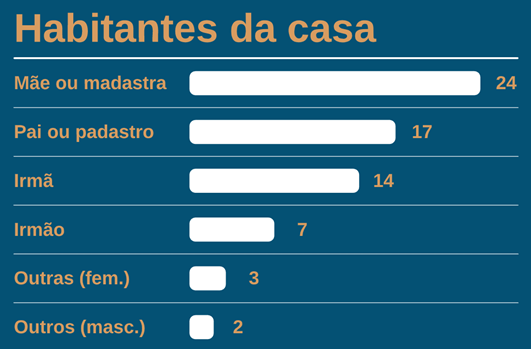 Habitantes da casa
Mãe ou madastra 24
Pai ou padastro 17
Irmã 14
Irmão 7
Outras (fem.) 3
Outros (masc.) 2